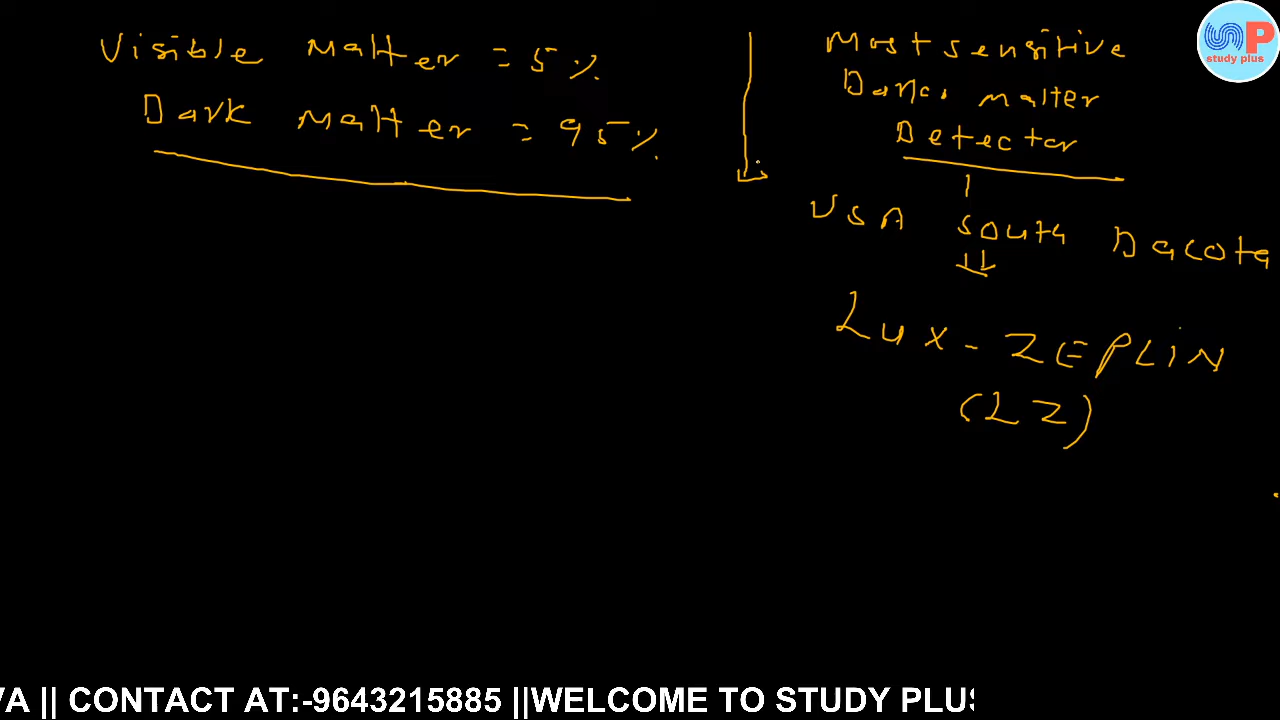 Visible Matter = 5%
Dark Matter = 95%
Most sensitive
Dark matter
Detector
USA South Dacota
Lux - ZEPLiN
(LZ)
SP
study plus
VA || CONTACT AT:-9643215885 ||WELCOME TO STUDY PLUS